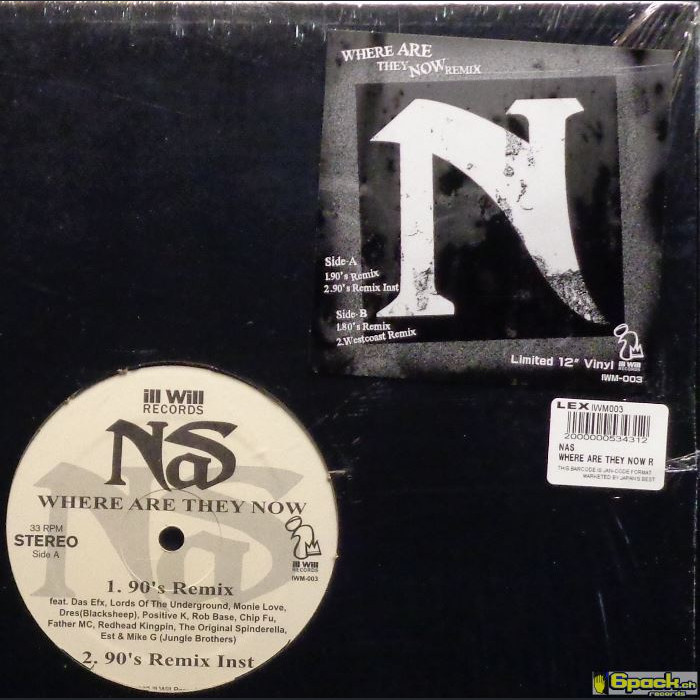 WHERE ARE
THEY NOW REMIX
N
Side-A
1.90's Remix
2.90's Remix Inst
Side-B
1.80's Remix
2.Westcoast Remix
Limited 12" Vinyl
ill Will
RECORDS
IWM-003
LEX IWM003
2000000534312
NAS
WHERE ARE THEY NOW R
THIS BARCODE IS JAN-CODE FORMAT
MARKETED BY JAPAN'S BEST
ill Will
RECORDS
NaS
WHERE ARE THEY NOW
33 RPM
STEREO
Side A
ill Will
RECORDS
IWM-003
1. 90's Remix
feat. Das Efx, Lords Of The Underground, Monie Love,
Dres(Blacksheep), Positive K, Rob Base, Chip Fu,
Father MC, Redhead Kingpin, The Original Spinderella,
Est & Mike G (Jungle Brothers)
2. 90's Remix Inst
6pack.ch
records